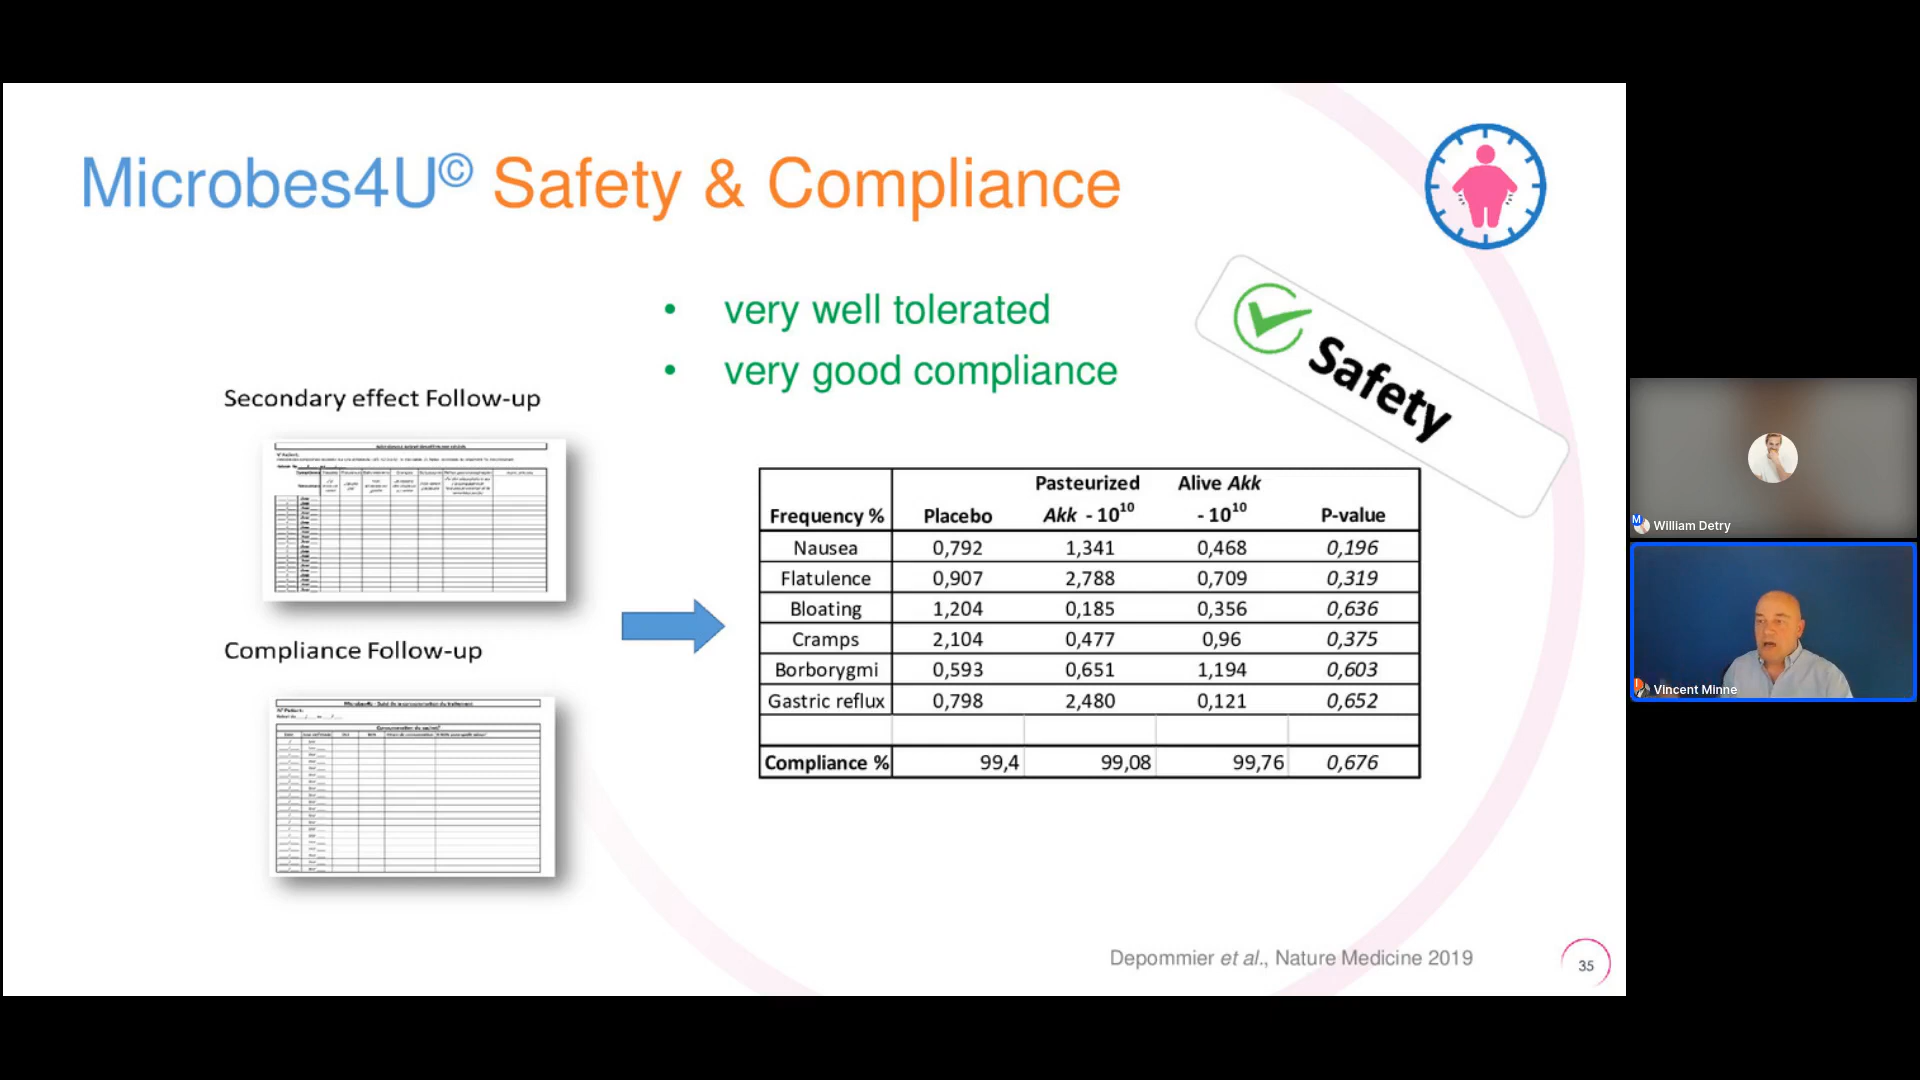 Microbes4U© Safety & Compliance
• very well tolerated
• very good compliance
Safety
Secondary effect Follow-up
Compliance Follow-up
Frequency % Placebo Pasteurized Akk - 10¹⁰ Alive Akk - 10¹⁰ P-value
Nausea 0,792 1,341 0,468 0,196
Flatulence 0,907 2,788 0,709 0,319
Bloating 1,204 0,185 0,356 0,636
Cramps 2,104 0,477 0,96 0,375
Borborygmi 0,593 0,651 1,194 0,603
Gastric reflux 0,798 2,480 0,121 0,652
Compliance % 99,4 99,08 99,76 0,676
Depommier et al., Nature Medicine 2019
35
William Detry
Vincent Minne